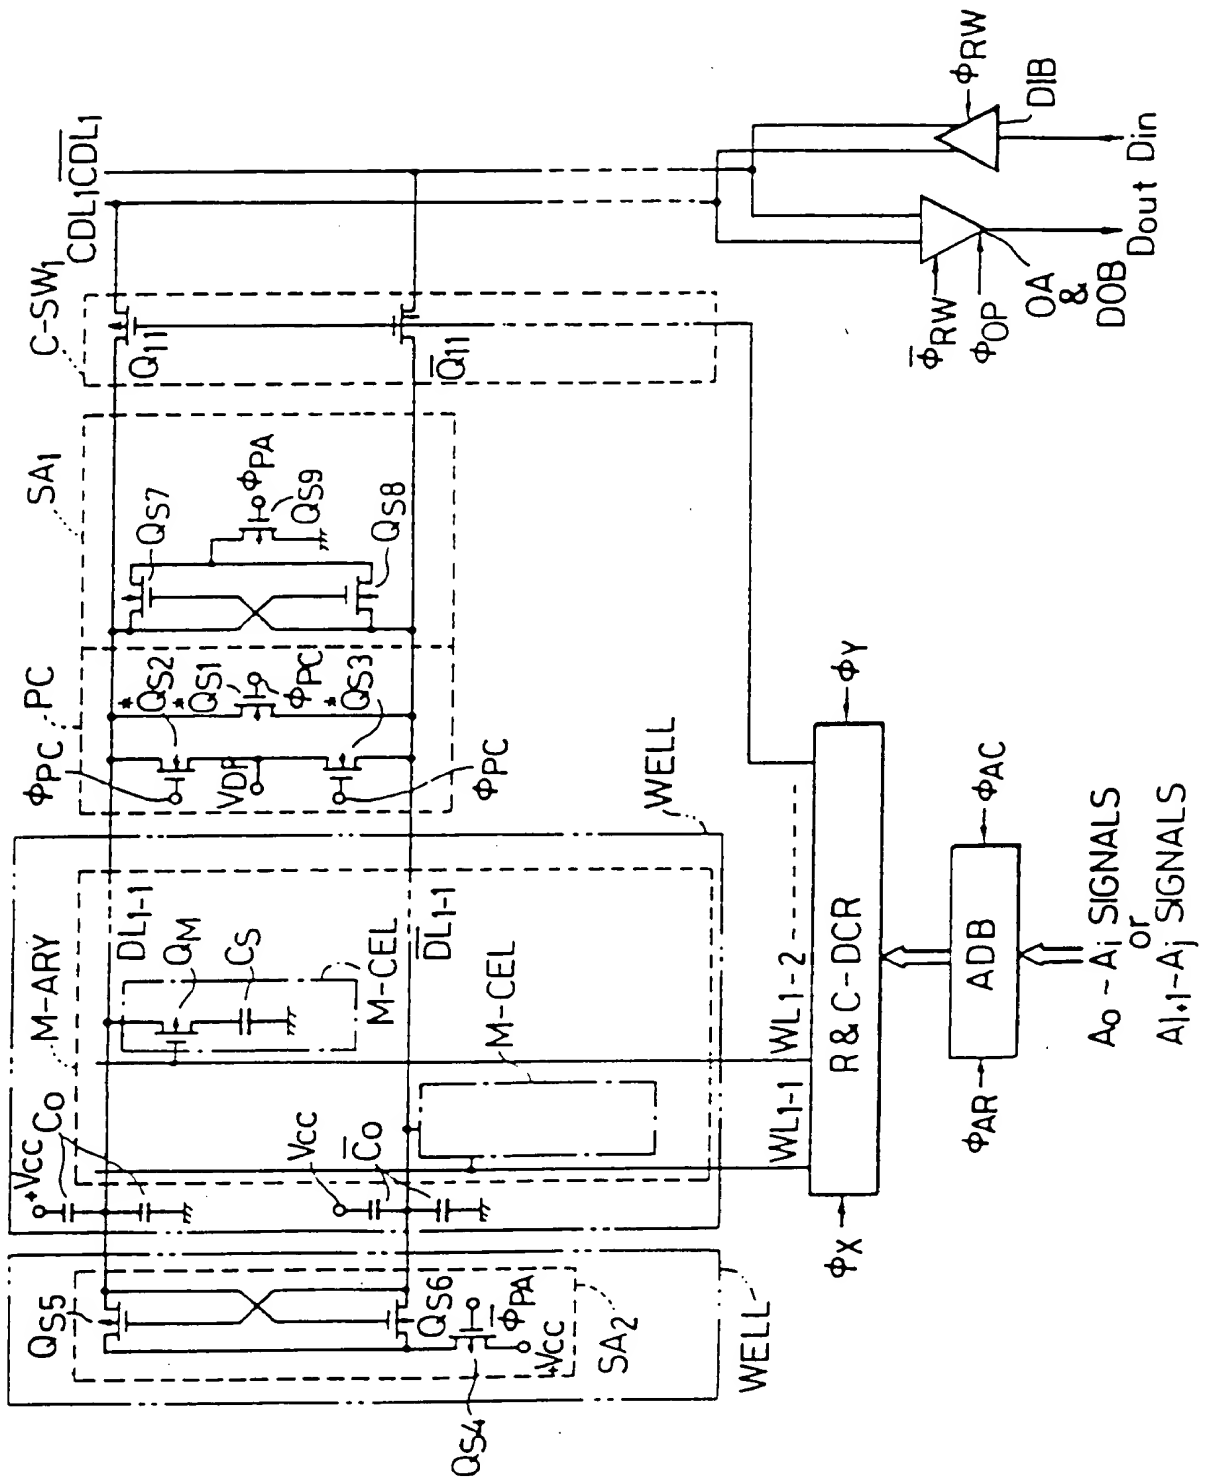 CDL1
C̅D̅L̅1
C-SW1
Q11
Q̅11
SA1
QS7
ΦPA
QS9
QS8
PC
ΦPC
*QS2
*QS1
ΦPC
*QS3
VDP
ΦPC
WELL
M-ARY
DL1-1
QM
CS
M-CEL
D̅L̅1-1
M-CEL
+VCC
CO
VCC
C̅O
QS5
QS6
Φ̅PA
+VCC
QS4
SA2
WELL
WL1-1
WL1-2
ΦX
R & C-DCR
ΦY
ΦAR
ADB
ΦAC
A0 ~ Ai SIGNALS
or
Ai+1~Aj SIGNALS
ΦRW
DIB
Din
Dout
Φ̅RW
ΦOP
OA
&
DOB